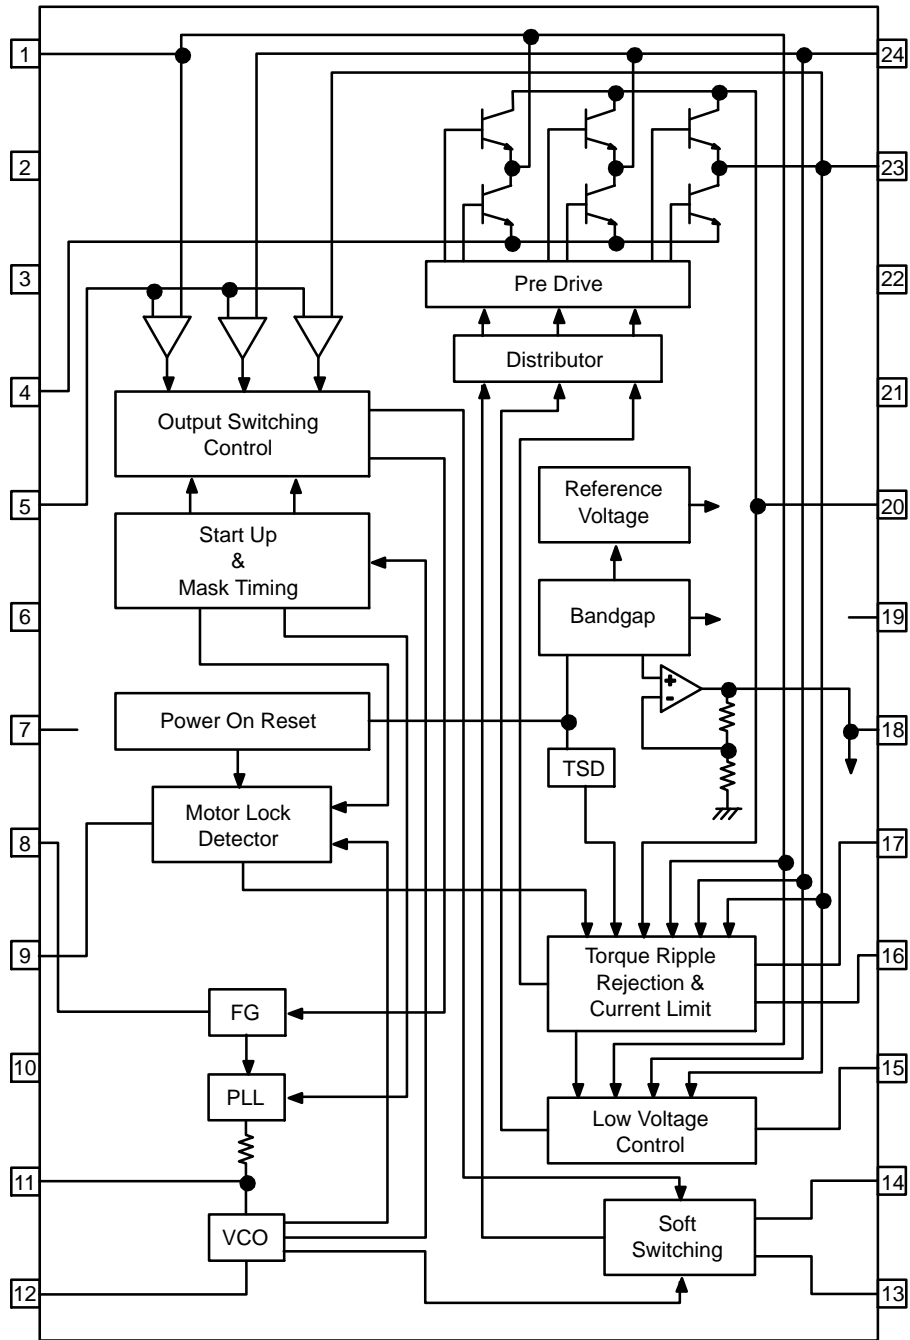 1
24
2
23
3
Pre Drive
22
Distributor
4
21
Output Switching
Control
5
Reference
Voltage
20
Start Up
&
Mask Timing
6
Bandgap
19
+
-
7
Power On Reset
18
TSD
Motor Lock
Detector
8
17
9
Torque Ripple
Rejection &
Current Limit
16
FG
10
PLL
15
Low Voltage
Control
11
14
VCO
Soft
Switching
12
13